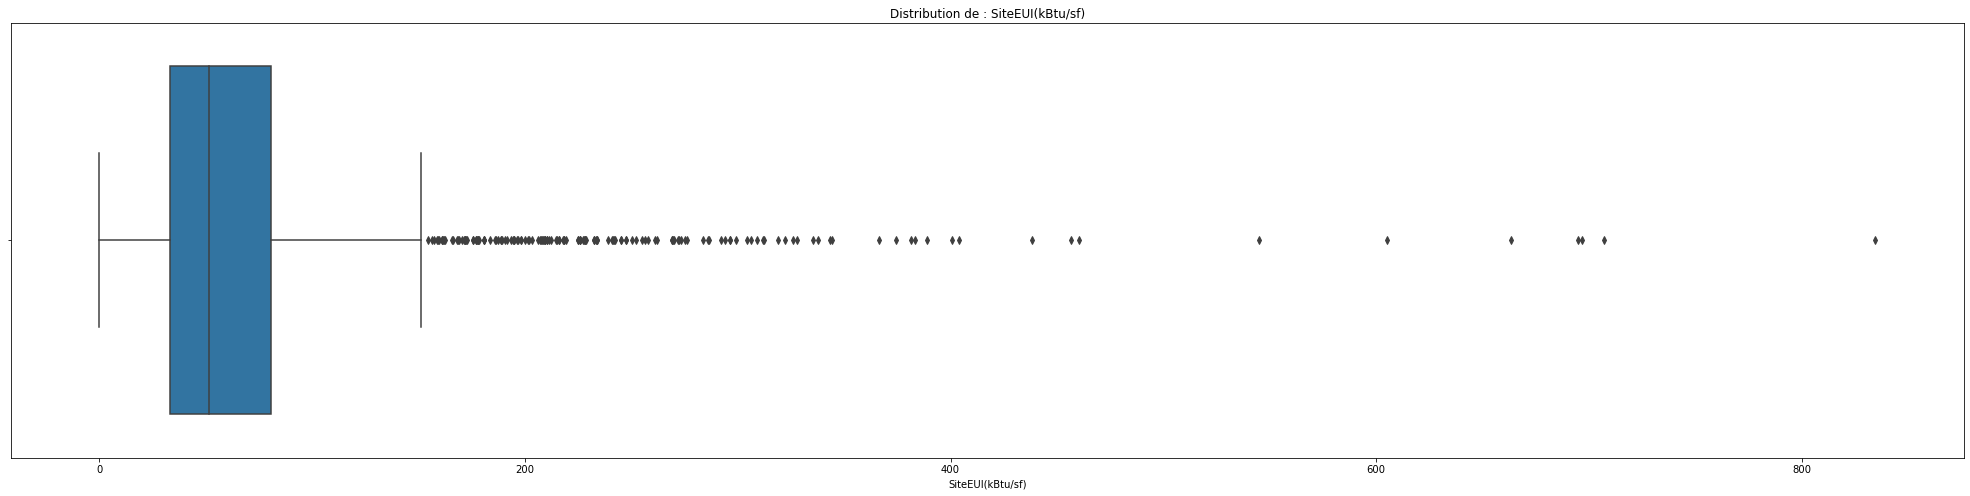 Distribution de : SiteEUI(kBtu/sf)
0 200 400 600 800
SiteEUI(kBtu/sf)